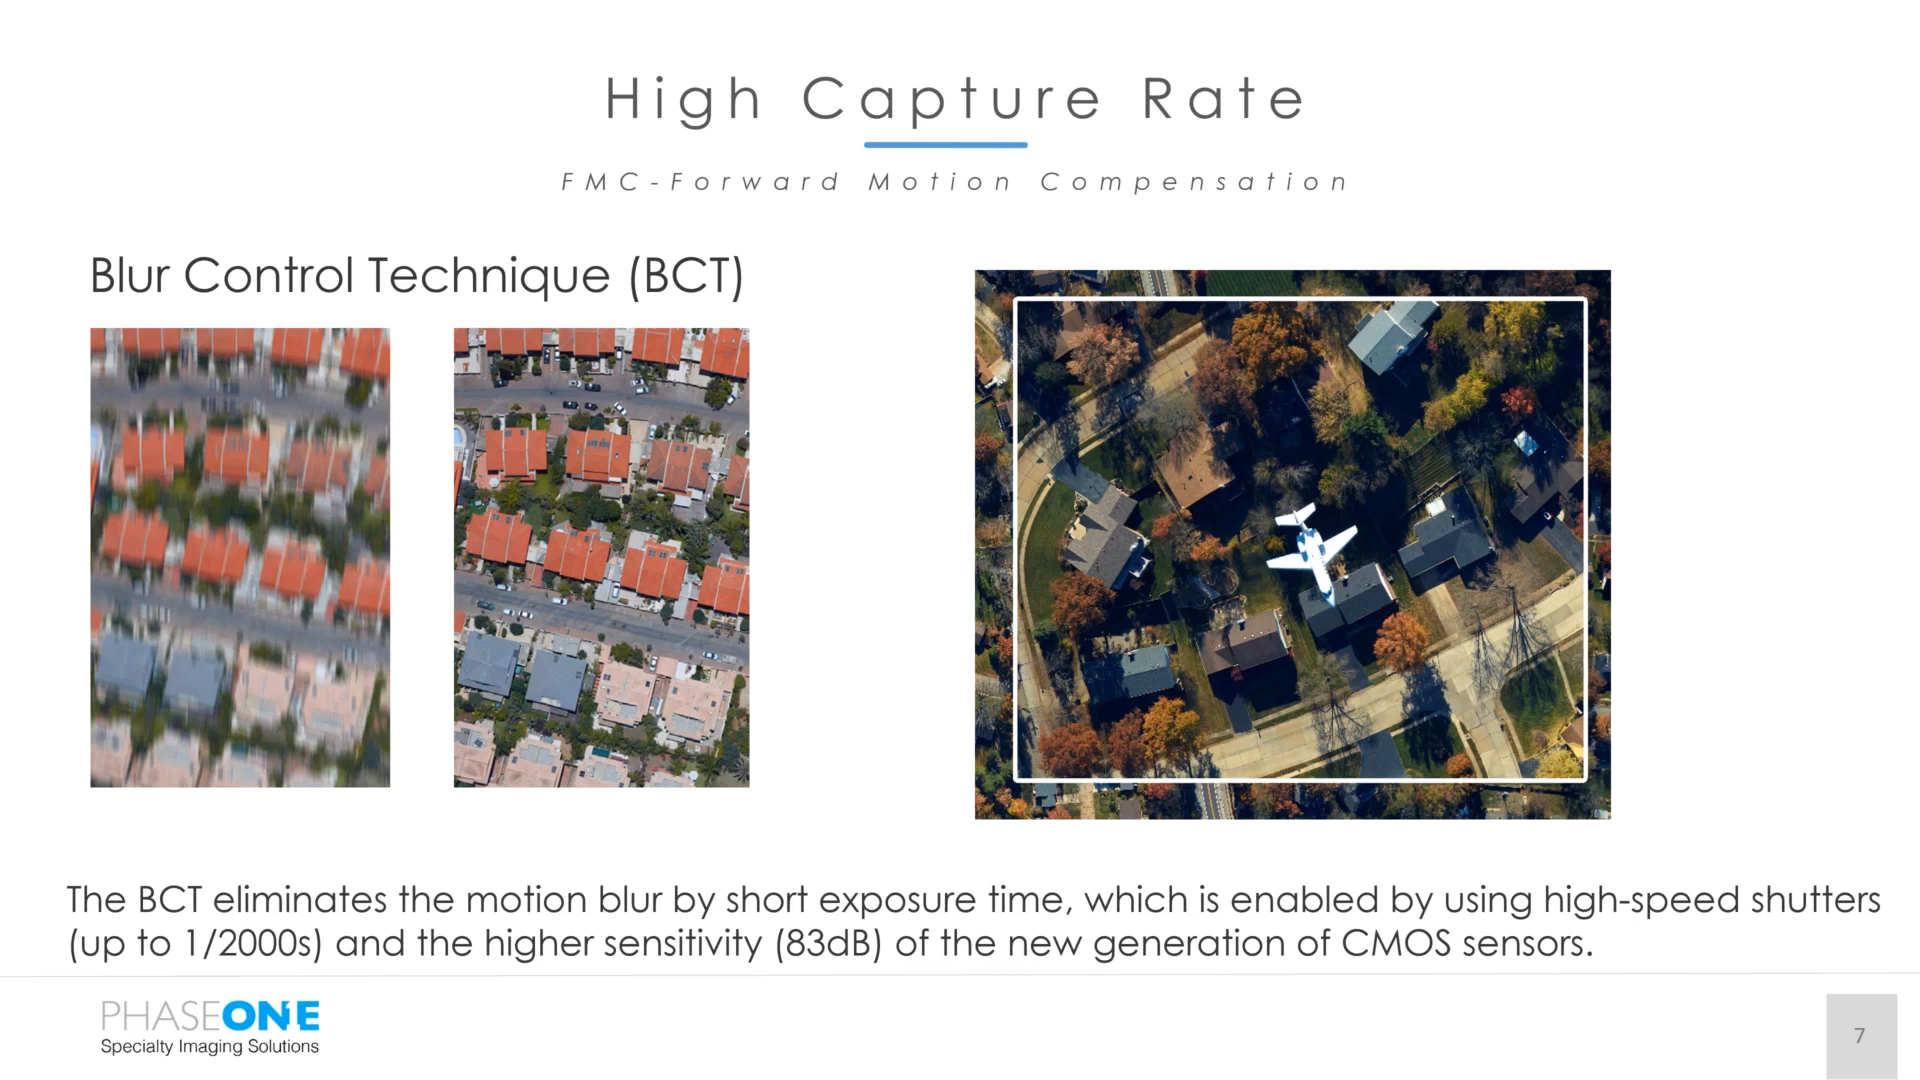 High Capture Rate
FMC-Forward Motion Compensation
Blur Control Technique (BCT)
The BCT eliminates the motion blur by short exposure time, which is enabled by using high-speed shutters
(up to 1/2000s) and the higher sensitivity (83dB) of the new generation of CMOS sensors.
PHASEONE
Specialty Imaging Solutions
7